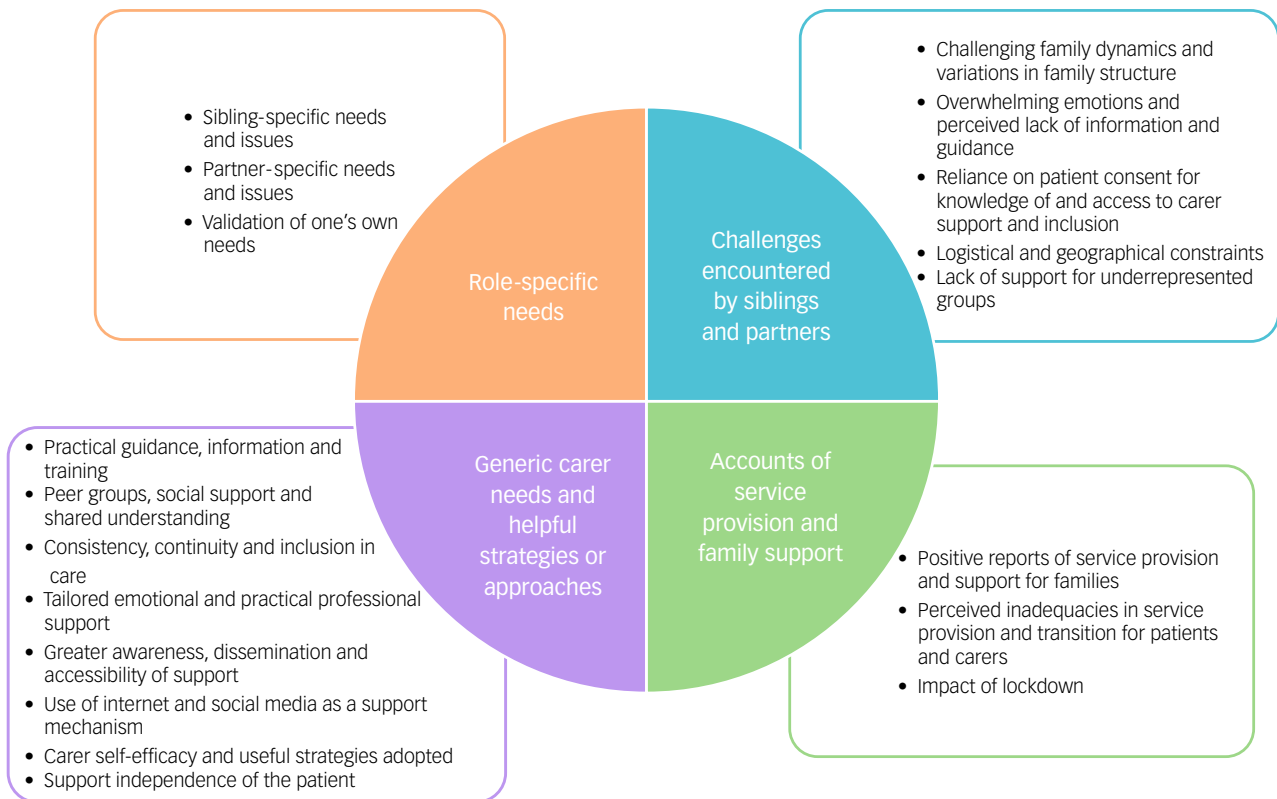 • Sibling-specific needs
and issues
• Partner-specific needs
and issues
• Validation of one’s own
needs
Role-specific
needs
• Challenging family dynamics and
variations in family structure
• Overwhelming emotions and
perceived lack of information and
guidance
• Reliance on patient consent for
knowledge of and access to carer
support and inclusion
• Logistical and geographical constraints
• Lack of support for underrepresented
groups
Challenges
encountered
by siblings
and partners
• Practical guidance, information and
training
• Peer groups, social support and
shared understanding
• Consistency, continuity and inclusion in
care
• Tailored emotional and practical professional
support
• Greater awareness, dissemination and
accessibility of support
• Use of internet and social media as a support
mechanism
• Carer self-efficacy and useful strategies adopted
• Support independence of the patient
Generic carer
needs and
helpful
strategies or
approaches
Accounts of
service
provision and
family support
• Positive reports of service provision
and support for families
• Perceived inadequacies in service
provision and transition for patients
and carers
• Impact of lockdown